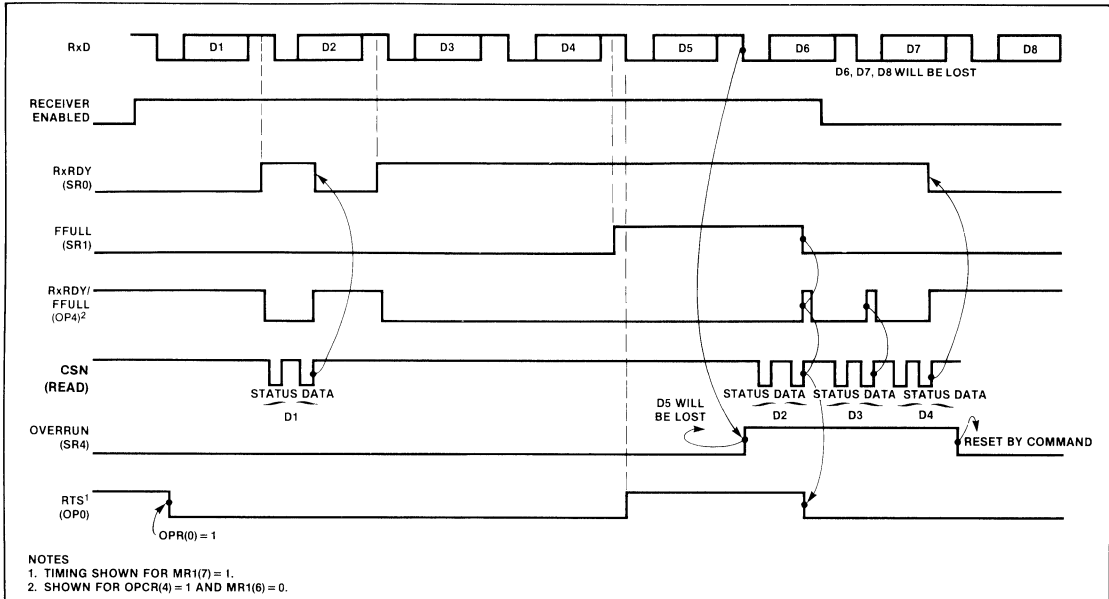 RxD D1 D2 D3 D4 D5 D6 D7 D8
D6, D7, D8 WILL BE LOST
RECEIVER
ENABLED
RxRDY
(SR0)
FFULL
(SR1)
RxRDY/
FFULL
(OP4)²
CSN
(READ)
STATUS DATA STATUS DATA STATUS DATA STATUS DATA
D1 D2 D3 D4
D5 WILL
BE LOST
OVERRUN
(SR4)
RESET BY COMMAND
RTS¹
(OP0)
OPR(0) = 1
NOTES
1. TIMING SHOWN FOR MR1(7) = I.
2. SHOWN FOR OPCR(4) = 1 AND MR1(6) = 0.